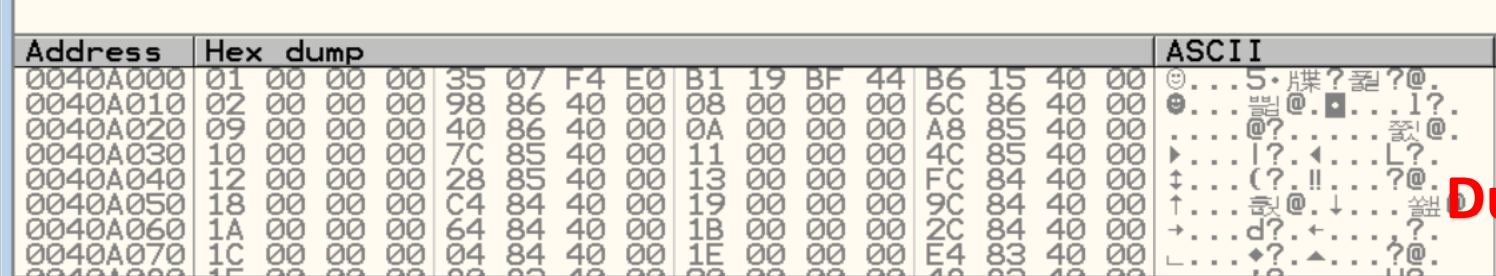 Address Hex dump ASCII
0040A000 01 00 00 00 35 07 F4 E0 B1 19 BF 44 B6 15 40 00 ☺...5•牒?퓔?@.
0040A010 02 00 00 00 98 86 40 00 08 00 00 00 6C 86 40 00 ☻...@.◘...l?.
0040A020 09 00 00 00 40 86 40 00 0A 00 00 00 A8 85 40 00 ....@?......@.
0040A030 10 00 00 00 7C 85 40 00 11 00 00 00 4C 85 40 00 ►...|?.◄...L?.
0040A040 12 00 00 00 28 85 40 00 13 00 00 00 FC 84 40 00 ↕...(?.‼...?@.
0040A050 18 00 00 00 C4 84 40 00 19 00 00 00 9C 84 40 00 ↑...@.↓...
0040A060 1A 00 00 00 64 84 40 00 1B 00 00 00 2C 84 40 00 →...d?.←...,?.
0040A070 1C 00 00 00 04 84 40 00 1E 00 00 00 E4 83 40 00 ∟...♦?.▲...?@.
Du